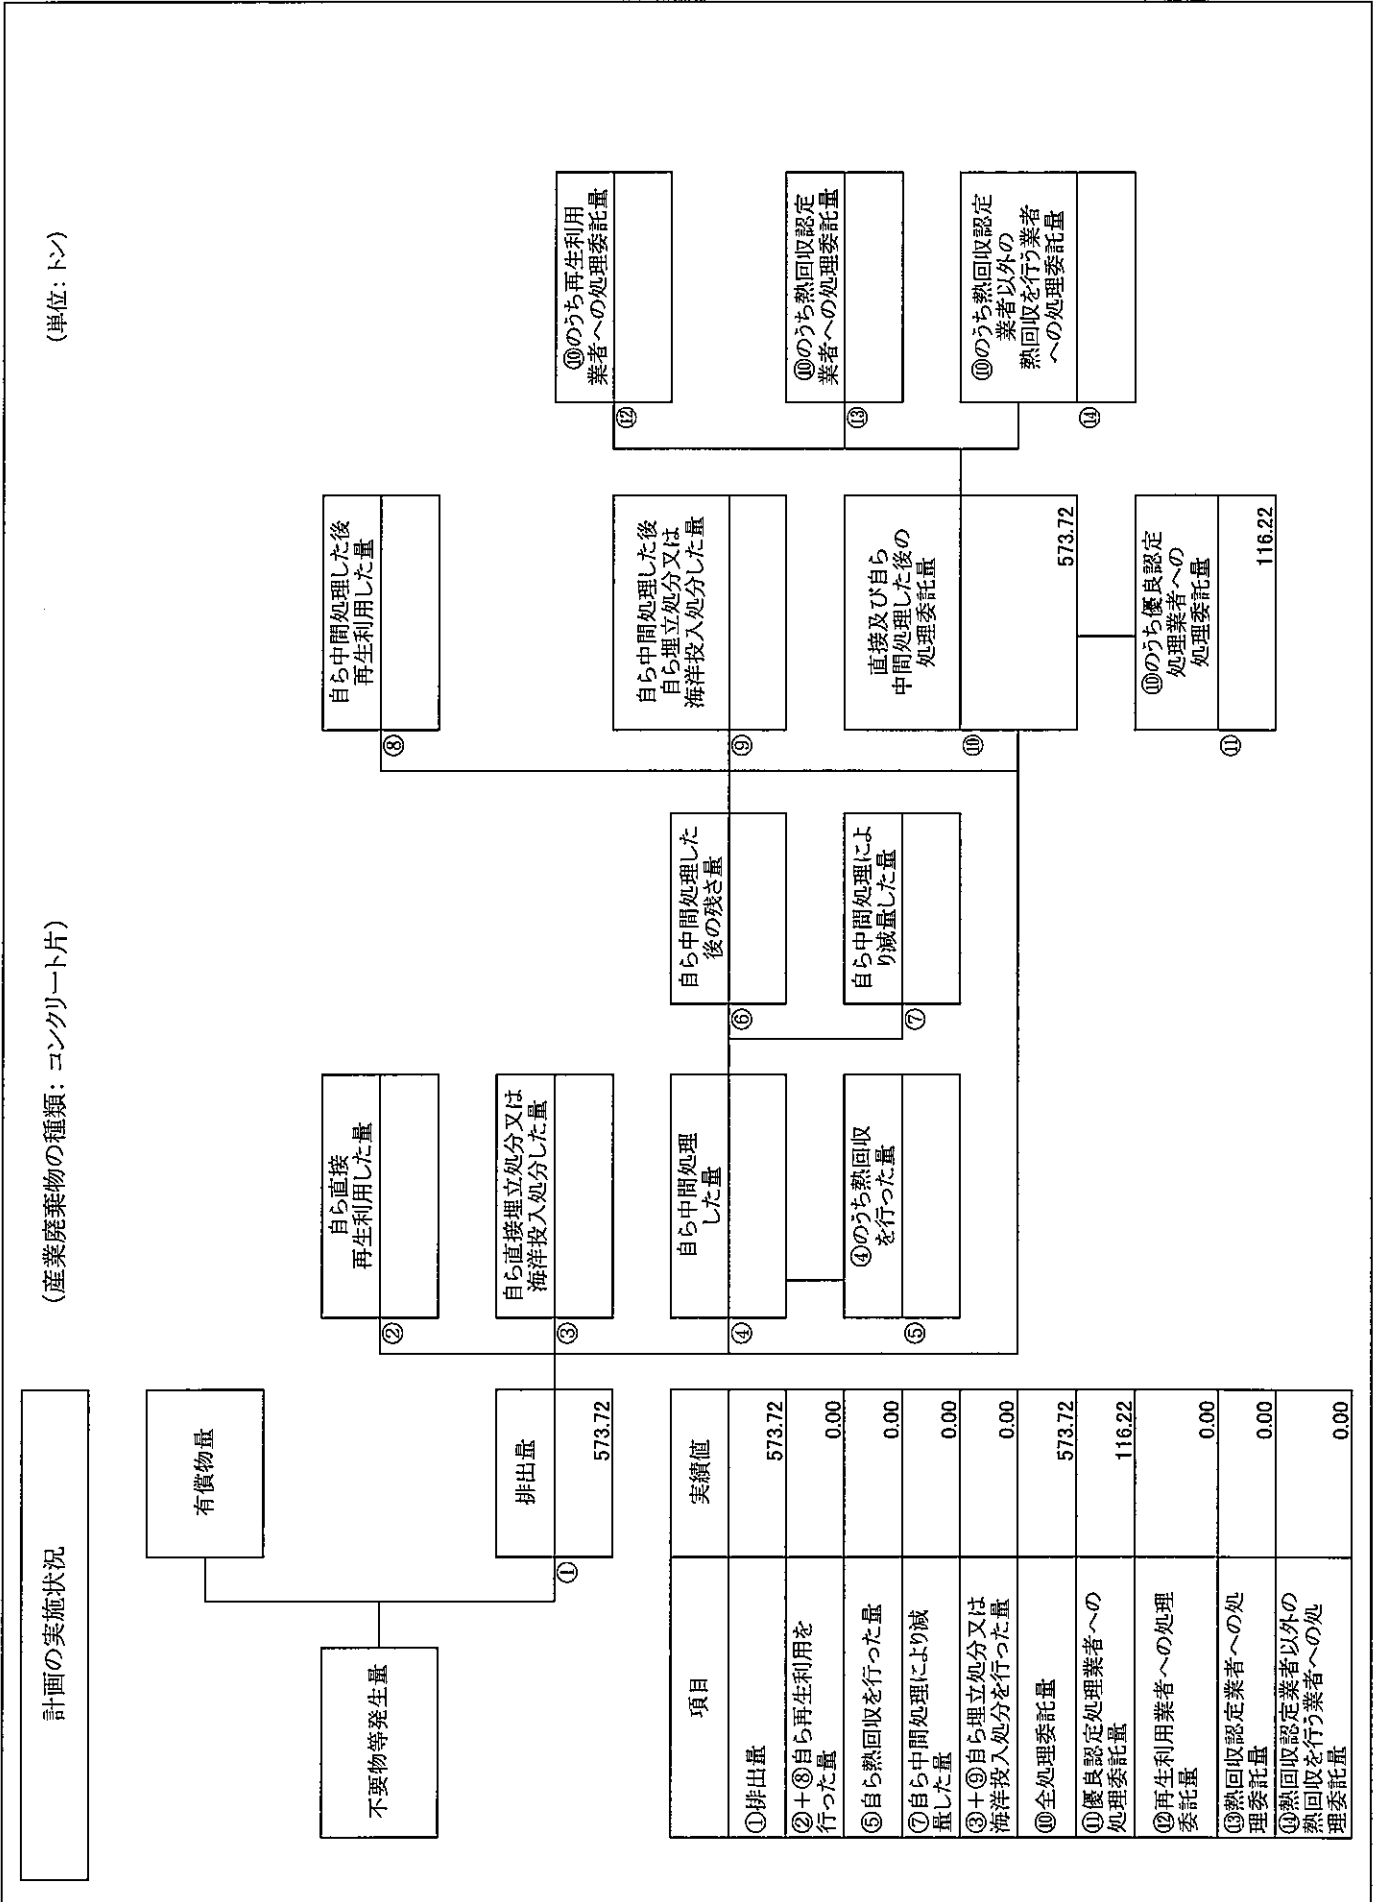 計画の実施状況
(産業廃棄物の種類: コンクリート片)
(単位: トン)
不要物等発生量
有償物量
①
排出量
573.72
②
自ら直接
再生利用した量
③
自ら直接埋立処分又は
海洋投入処分した量
④
自ら中間処理
した量
⑤
④のうち熱回収
を行った量
⑥
自ら中間処理した
後の残さ量
⑦
自ら中間処理によ
り減量した量
⑧
自ら中間処理した後
再生利用した量
⑨
自ら中間処理した後
自ら埋立処分又は
海洋投入処分した量
⑩
直接及び自ら
中間処理した後の
処理委託量
573.72
⑪
⑩のうち優良認定
処理業者への
処理委託量
116.22
⑫
⑩のうち再生利用
業者への処理委託量
⑬
⑩のうち熱回収認定
業者への処理委託量
⑭
⑩のうち熱回収認定
業者以外の
熱回収を行う業者
への処理委託量
項目
実績値
①排出量
573.72
②+⑧自ら再生利用を
行った量
0.00
⑤自ら熱回収を行った量
0.00
⑦自ら中間処理により減
量した量
0.00
③+⑨自ら埋立処分又は
海洋投入処分を行った量
0.00
⑩全処理委託量
573.72
⑪優良認定処理業者への
処理委託量
116.22
⑫再生利用業者への処理
委託量
0.00
⑬熱回収認定業者への処
理委託量
0.00
⑭熱回収認定業者以外の
熱回収を行う業者への処
理委託量
0.00